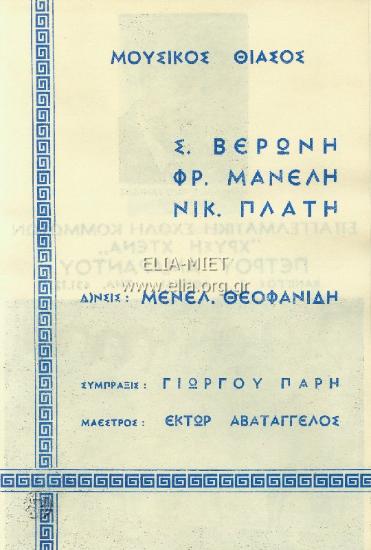 ΜΟΥΣΙΚΟΣ ΘΙΑΣΟΣ
Σ. ΒΕΡΩΝΗ
ΦΡ. ΜΑΝΕΛΗ
ΝΙΚ. ΠΛΑΤΗ
ELIA-MIET
www.elia.org.gr
Δ)ΝΣΙΣ: ΜΕΝΕΛ. ΘΕΟΦΑΝΙΔΗ
ΣΥΜΠΡΑΞΙΣ: ΓΙΩΡΓΟΥ ΠΑΡΗ
ΜΑΕΣΤΡΟΣ: ΕΚΤΩΡ ΑΒΑΤΑΓΓΕΛΟΣ